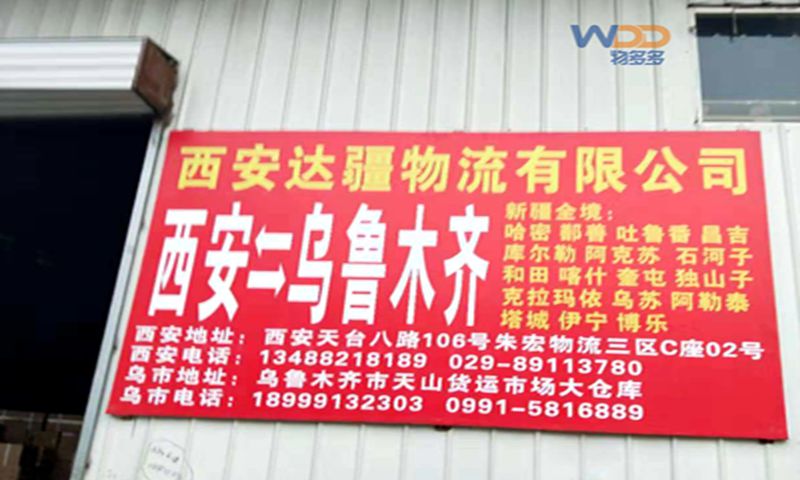 WDD
物多多
西安达疆物流有限公司
西安⇆乌鲁木齐
新疆全境：
哈密 鄯善 吐鲁番 昌吉
库尔勒 阿克苏 石河子
和田 喀什 奎屯 独山子
克拉玛依 乌苏 阿勒泰
塔城 伊宁 博乐
西安地址：西安天台八路106号朱宏物流三区C座02号
西安电话：13488218189 029-89113780
乌市地址：乌鲁木齐市天山货运市场大仓库
乌市电话：18999132303 0991-5816889